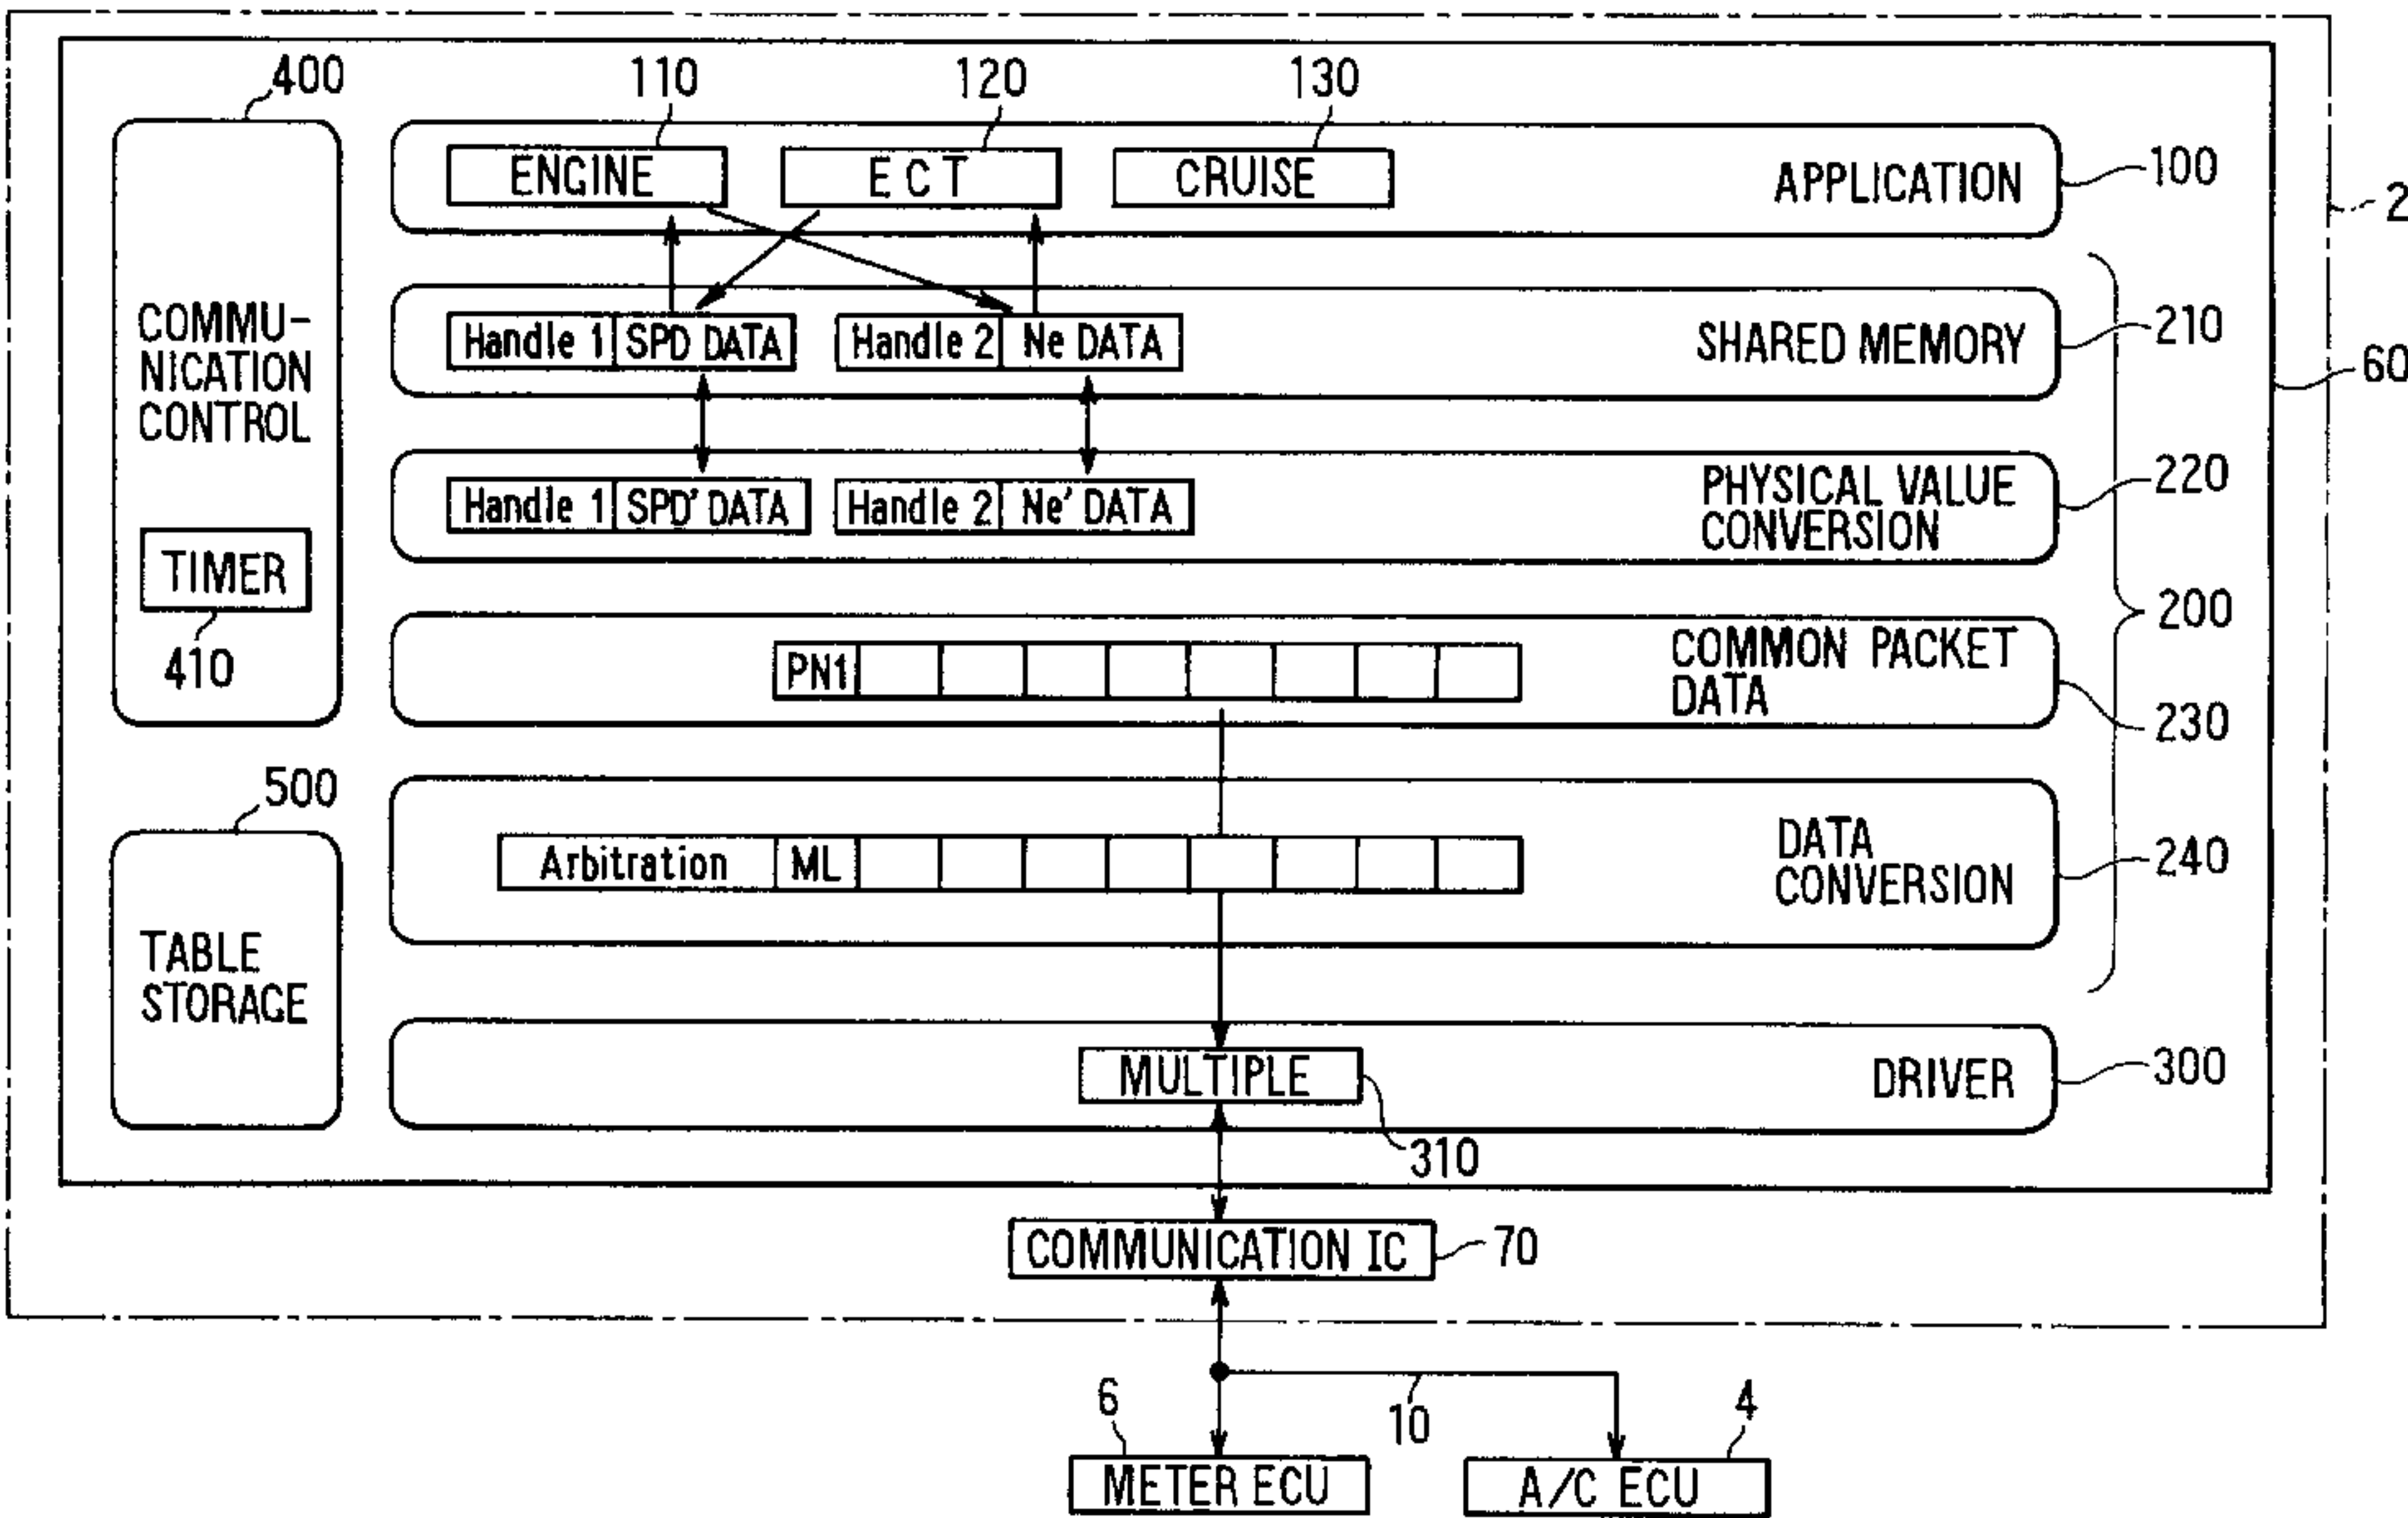 400
110
120
130
ENGINE
E C T
CRUISE
APPLICATION
100
2
COMMU-
NICATION
CONTROL
Handle 1 SPD DATA
Handle 2 Ne DATA
SHARED MEMORY
210
60
Handle 1 SPD' DATA
Handle 2 Ne' DATA
PHYSICAL VALUE
CONVERSION
220
TIMER
410
200
PN1
COMMON PACKET
DATA
230
500
Arbitration ML
DATA
CONVERSION
240
TABLE
STORAGE
MULTIPLE
DRIVER
300
310
COMMUNICATION IC
70
6
10
4
METER ECU
A/C ECU